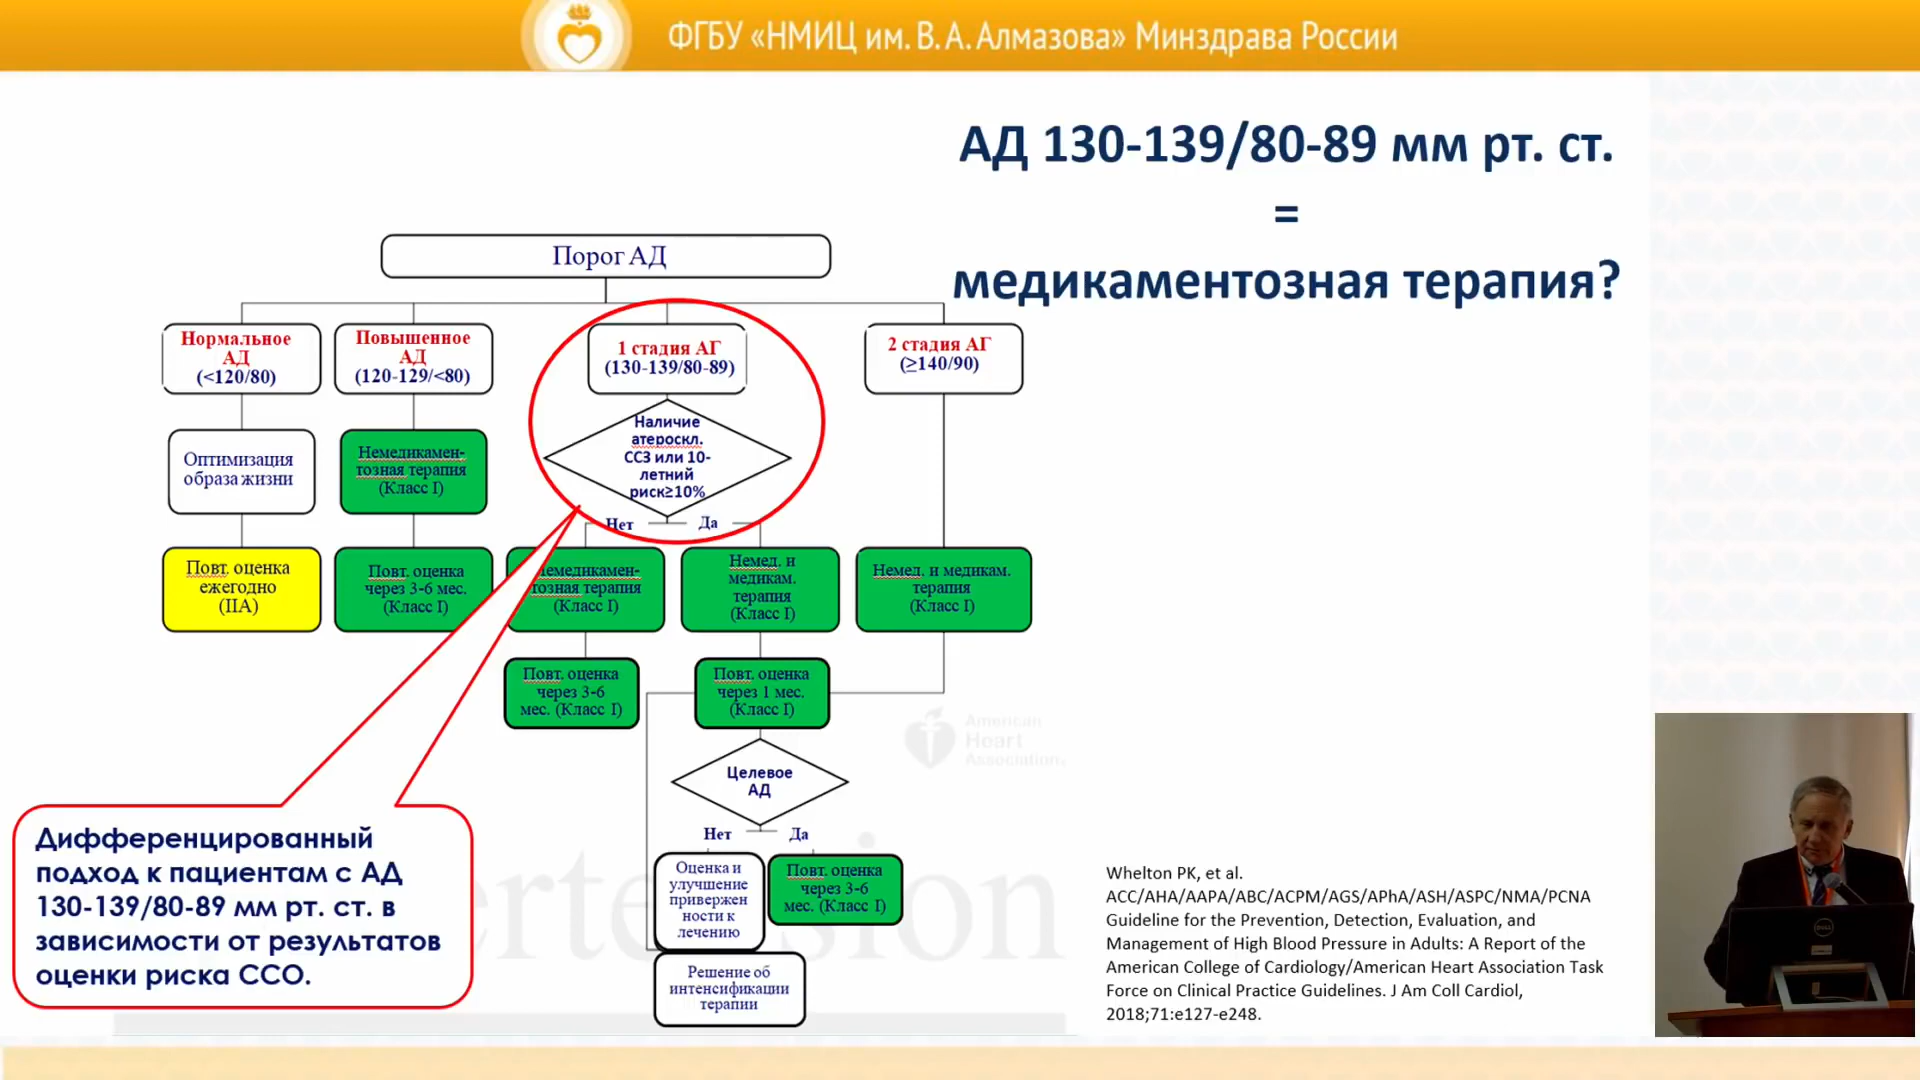 ФГБУ «НМИЦ им. В. А. Алмазова» Минздрава России
АД 130-139/80-89 мм рт. ст.
=
медикаментозная терапия?
Порог АД
Нормальное
АД
(<120/80)
Повышенное
АД
(120-129/<80)
1 стадия АГ
(130-139/80-89)
2 стадия АГ
(≥140/90)
Оптимизация
образа жизни
Немедикамен-
тозная терапия
(Класс I)
Наличие
атероскл.
ССЗ или 10-
летний
риск≥10%
Нет
Да
Повт. оценка
ежегодно
(IIA)
Повт. оценка
через 3-6 мес.
(Класс I)
Немедикамен-
тозная терапия
(Класс I)
Немед. и
медикам.
терапия
(Класс I)
Немед. и медикам.
терапия
(Класс I)
Повт. оценка
через 3-6
мес. (Класс I)
Повт. оценка
через 1 мес.
(Класс I)
American
Heart
Association
Целевое
АД
Нет
Да
Оценка и
улучшение
привержен
ности к
лечению
Повт. оценка
через 3-6
мес. (Класс I)
Решение об
интенсификации
терапии
Дифференцированный
подход к пациентам с АД
130-139/80-89 мм рт. ст. в
зависимости от результатов
оценки риска ССО.
Whelton PK, et al.
ACC/AHA/AAPA/ABC/ACPM/AGS/APhA/ASH/ASPC/NMA/PCNA
Guideline for the Prevention, Detection, Evaluation, and
Management of High Blood Pressure in Adults: A Report of the
American College of Cardiology/American Heart Association Task
Force on Clinical Practice Guidelines. J Am Coll Cardiol,
2018;71:e127-e248.
DELL